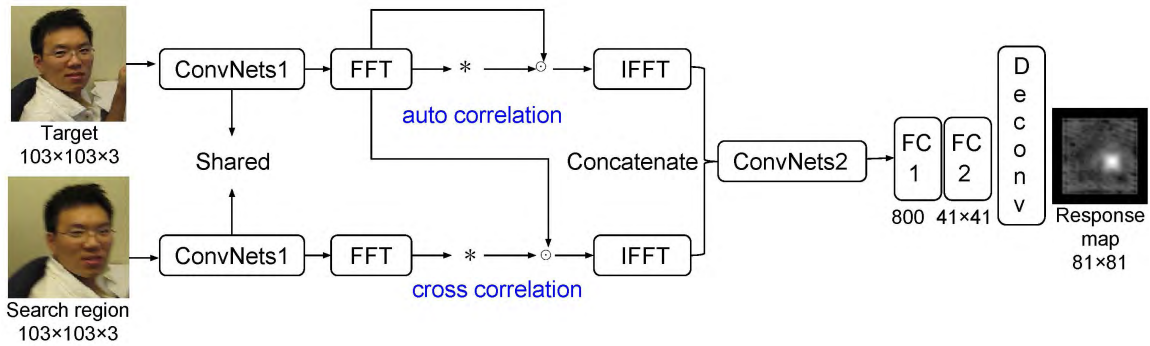 Target
103×103×3
ConvNets1
FFT
*
⊙
IFFT
auto correlation
Shared
Concatenate
ConvNets2
FC
1
800
FC
2
41×41
D
e
c
o
n
v
Response
map
81×81
Search region
103×103×3
ConvNets1
FFT
*
⊙
IFFT
cross correlation